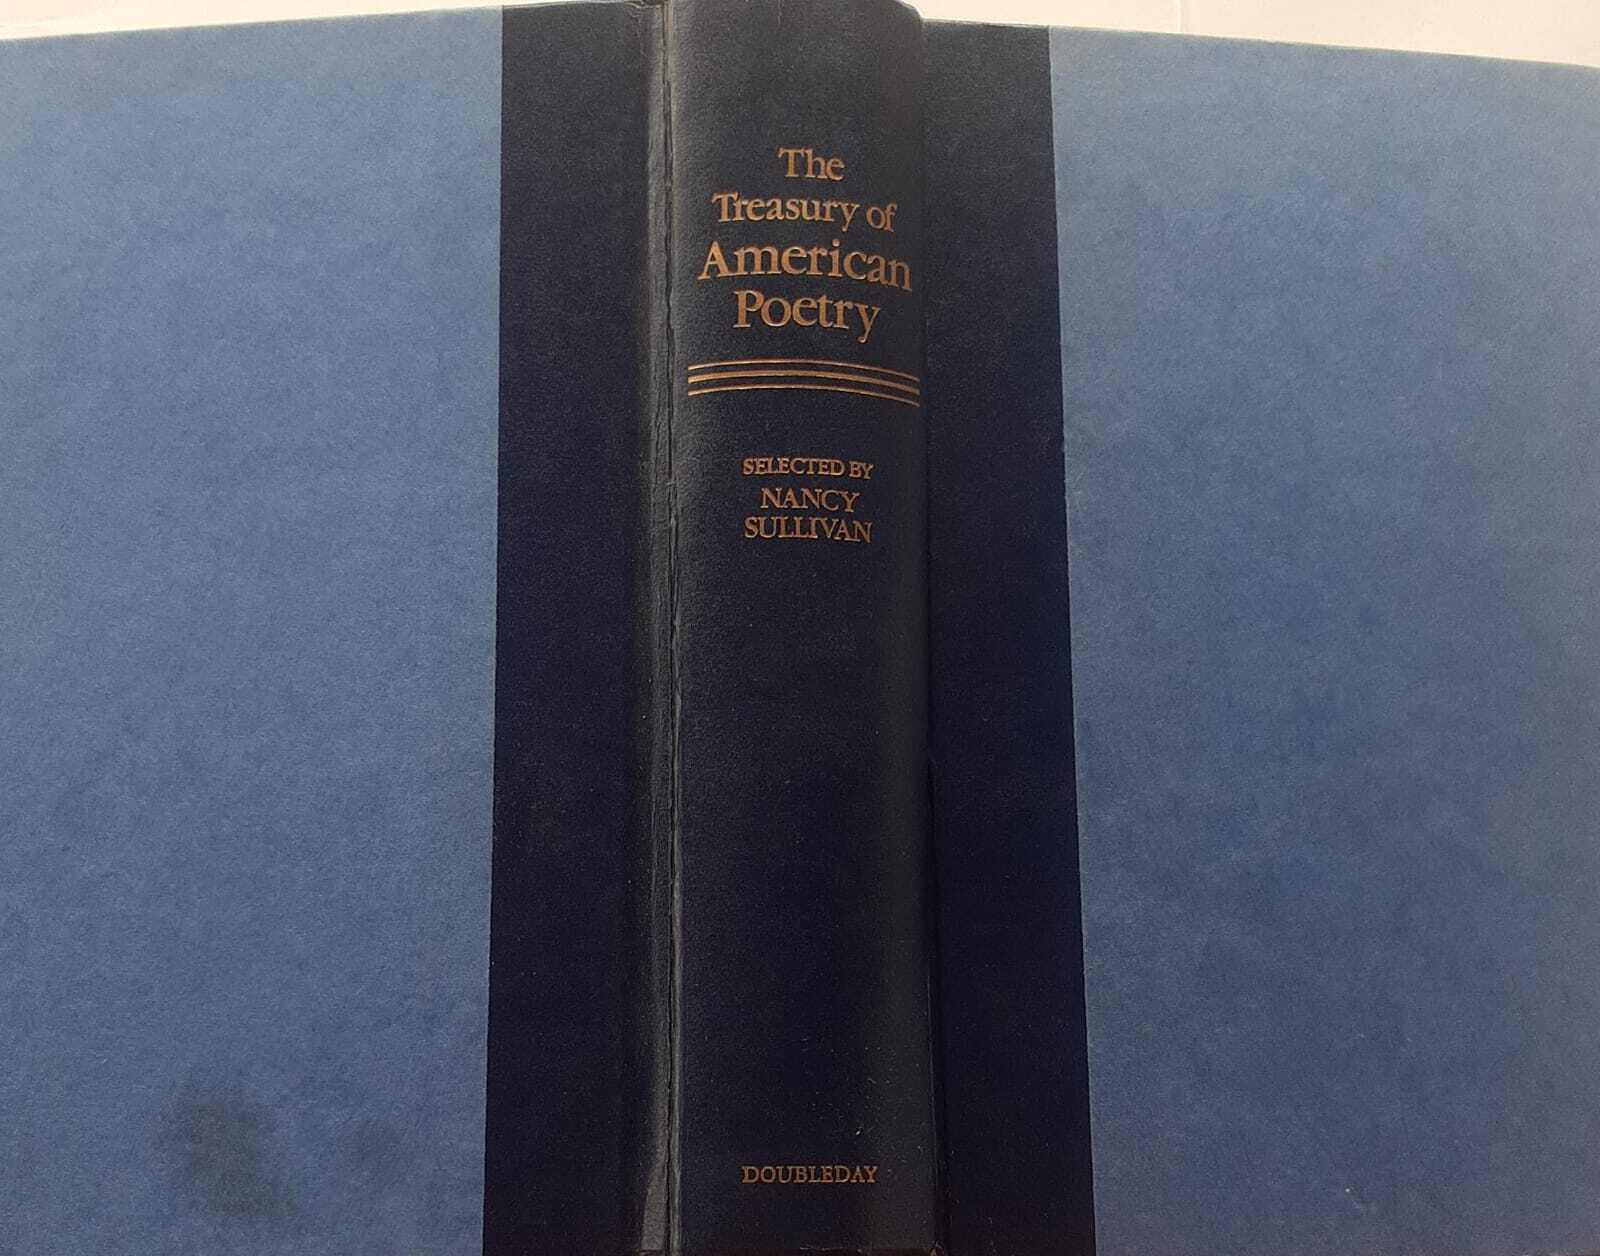 The
Treasury of
American
Poetry
SELECTED BY
NANCY
SULLIVAN
DOUBLEDAY